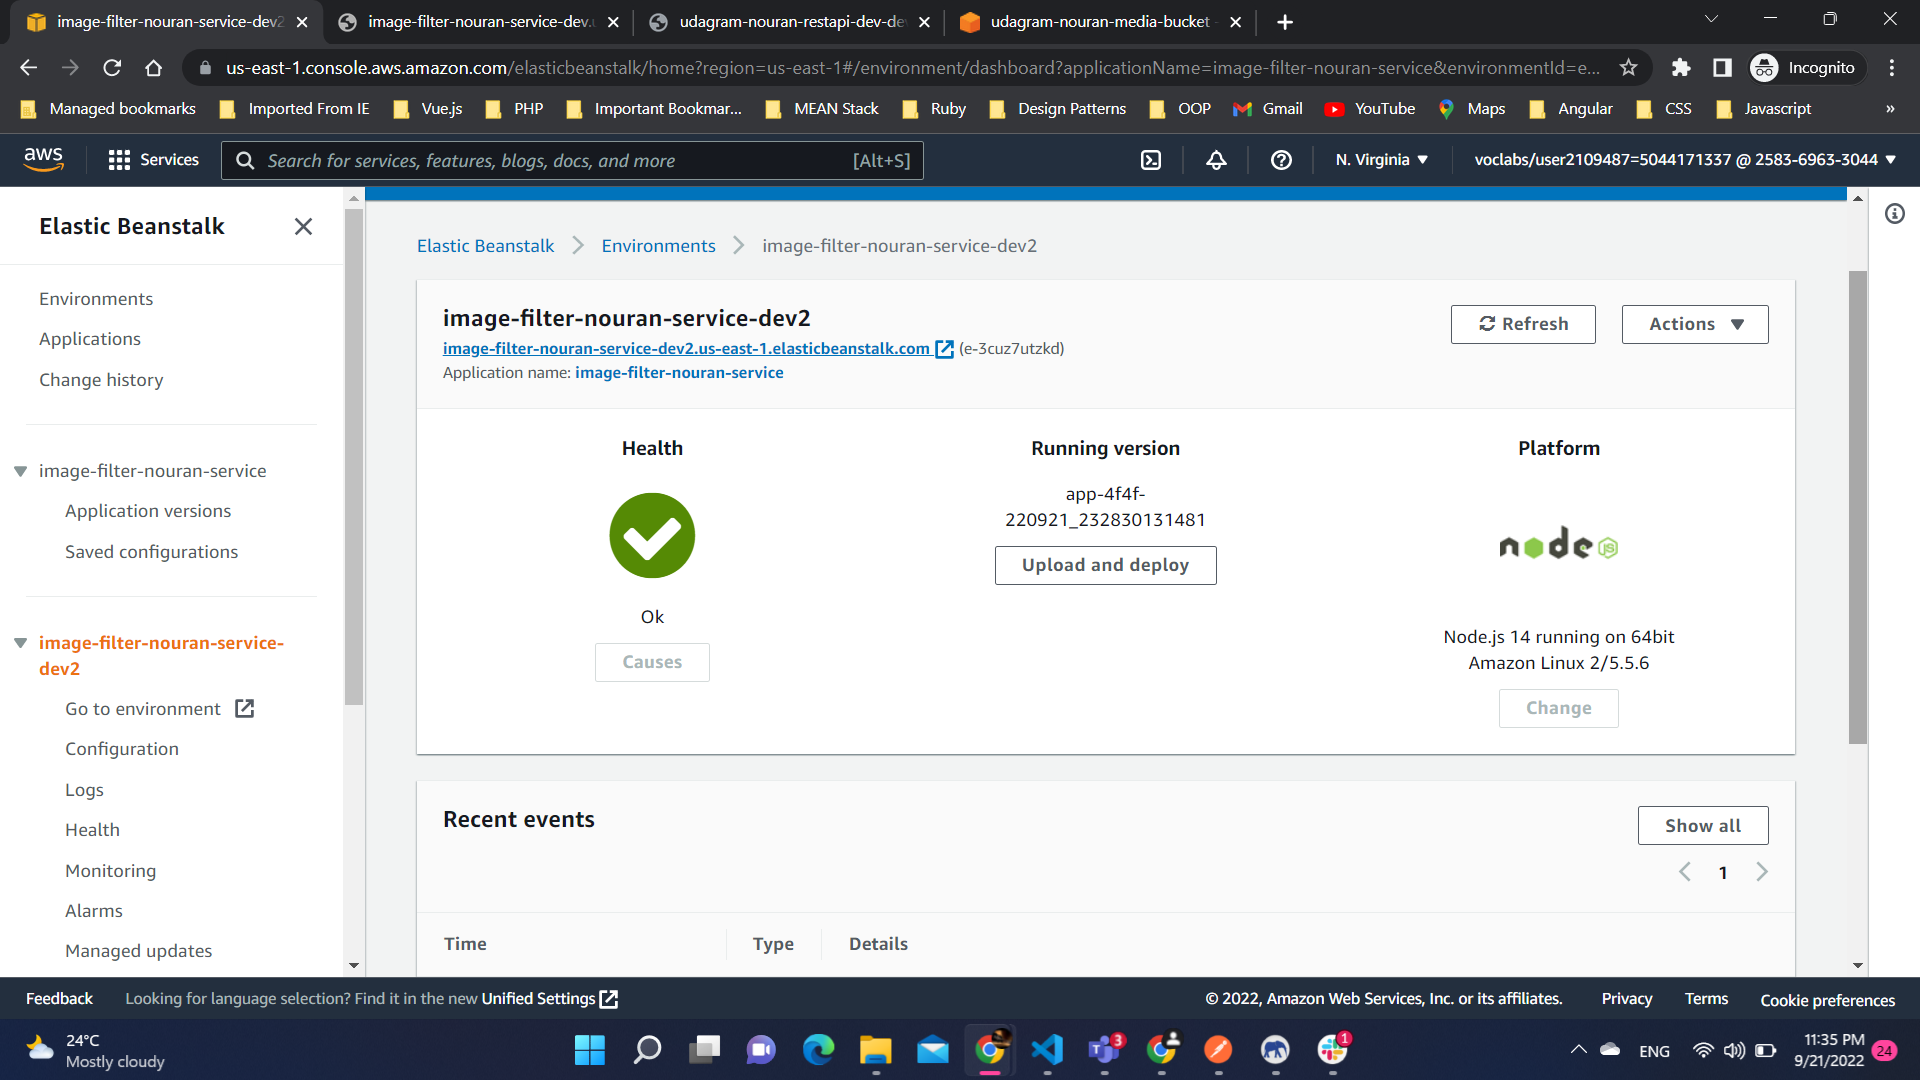 image-filter-nouran-service-dev2
image-filter-nouran-service-dev.u
udagram-nouran-restapi-dev-dev
udagram-nouran-media-bucket -
us-east-1.console.aws.amazon.com/elasticbeanstalk/home?region=us-east-1#/environment/dashboard?applicationName=image-filter-nouran-service&environmentId=e...
Incognito
Managed bookmarks
Imported From IE
Vue.js
PHP
Important Bookmar...
MEAN Stack
Ruby
Design Patterns
OOP
Gmail
YouTube
Maps
Angular
CSS
Javascript
»
aws
Services
Search for services, features, blogs, docs, and more
[Alt+S]
N. Virginia
voclabs/user2109487=5044171337 @ 2583-6963-3044
Elastic Beanstalk
Environments
Applications
Change history
image-filter-nouran-service
Application versions
Saved configurations
image-filter-nouran-service-
dev2
Go to environment
Configuration
Logs
Health
Monitoring
Alarms
Managed updates
Elastic Beanstalk
Environments
image-filter-nouran-service-dev2
image-filter-nouran-service-dev2
image-filter-nouran-service-dev2.us-east-1.elasticbeanstalk.com (e-3cuz7utzkd)
Application name: image-filter-nouran-service
Refresh
Actions
Health
Ok
Causes
Running version
app-4f4f-
220921_232830131481
Upload and deploy
Platform
node JS
Node.js 14 running on 64bit
Amazon Linux 2/5.5.6
Change
Recent events
Show all
1
Time
Type
Details
Feedback
Looking for language selection? Find it in the new Unified Settings
© 2022, Amazon Web Services, Inc. or its affiliates.
Privacy
Terms
Cookie preferences
24°C
Mostly cloudy
3
1
ENG
11:35 PM
9/21/2022
24